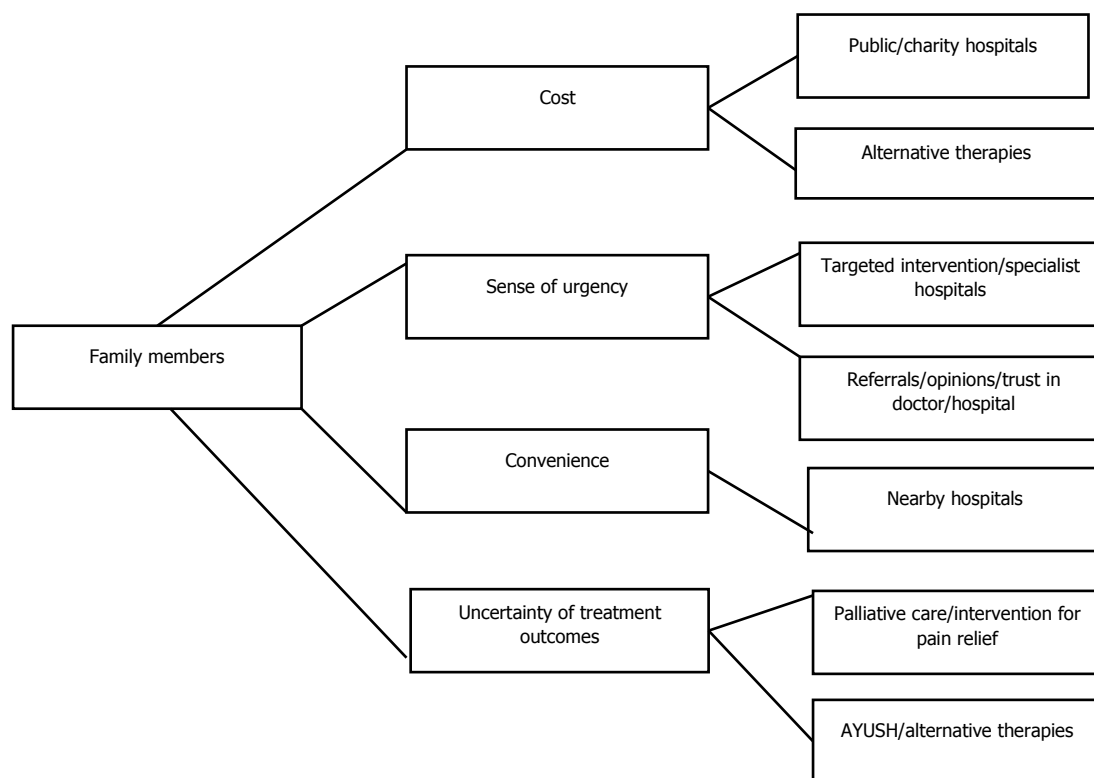 Public/charity hospitals
Cost
Alternative therapies
Targeted intervention/specialist
hospitals
Sense of urgency
Family members
Referrals/opinions/trust in
doctor/hospital
Convenience
Nearby hospitals
Uncertainty of treatment
outcomes
Palliative care/intervention for
pain relief
AYUSH/alternative therapies